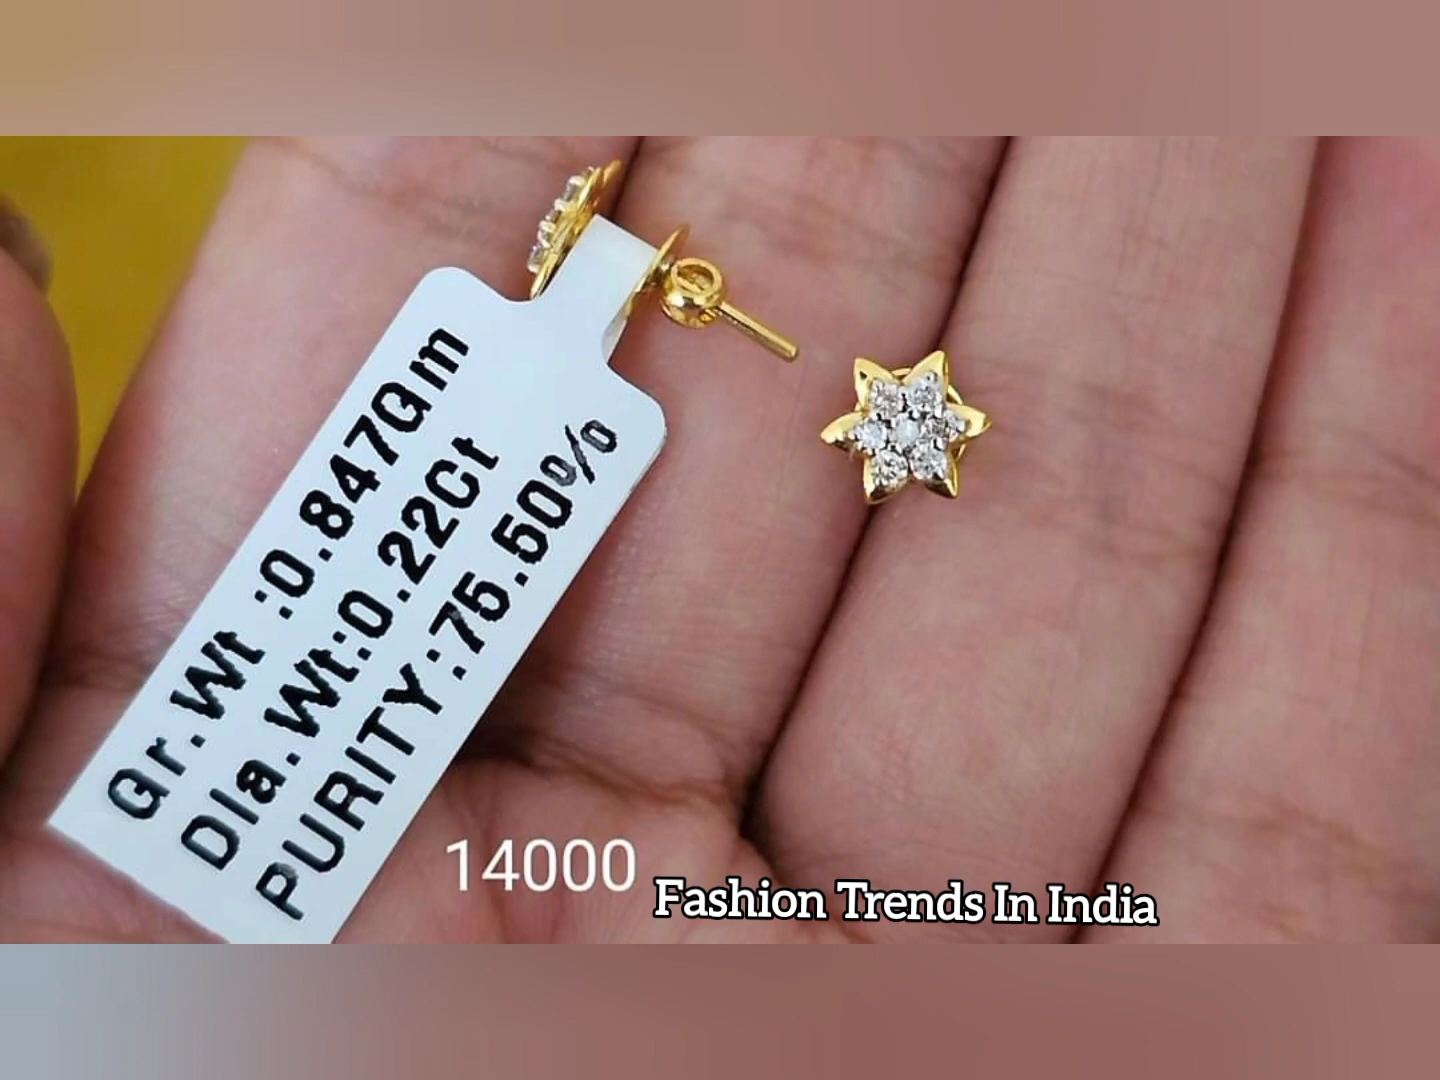 Gr.Wt :0.847Gm
Dia.Wt:0.22Ct
PURITY:75.50%
14000
Fashion Trends In India